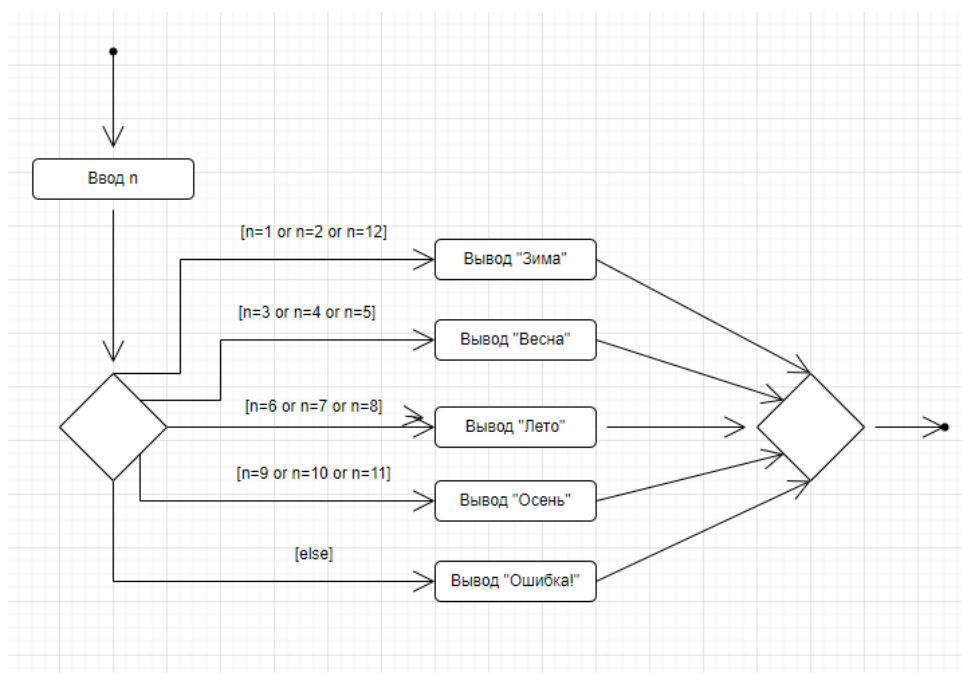 Ввод n
[n=1 or n=2 or n=12]
Вывод "Зима"
[n=3 or n=4 or n=5]
Вывод "Весна"
[n=6 or n=7 or n=8]
Вывод "Лето"
[n=9 or n=10 or n=11]
Вывод "Осень"
[else]
Вывод "Ошибка!"